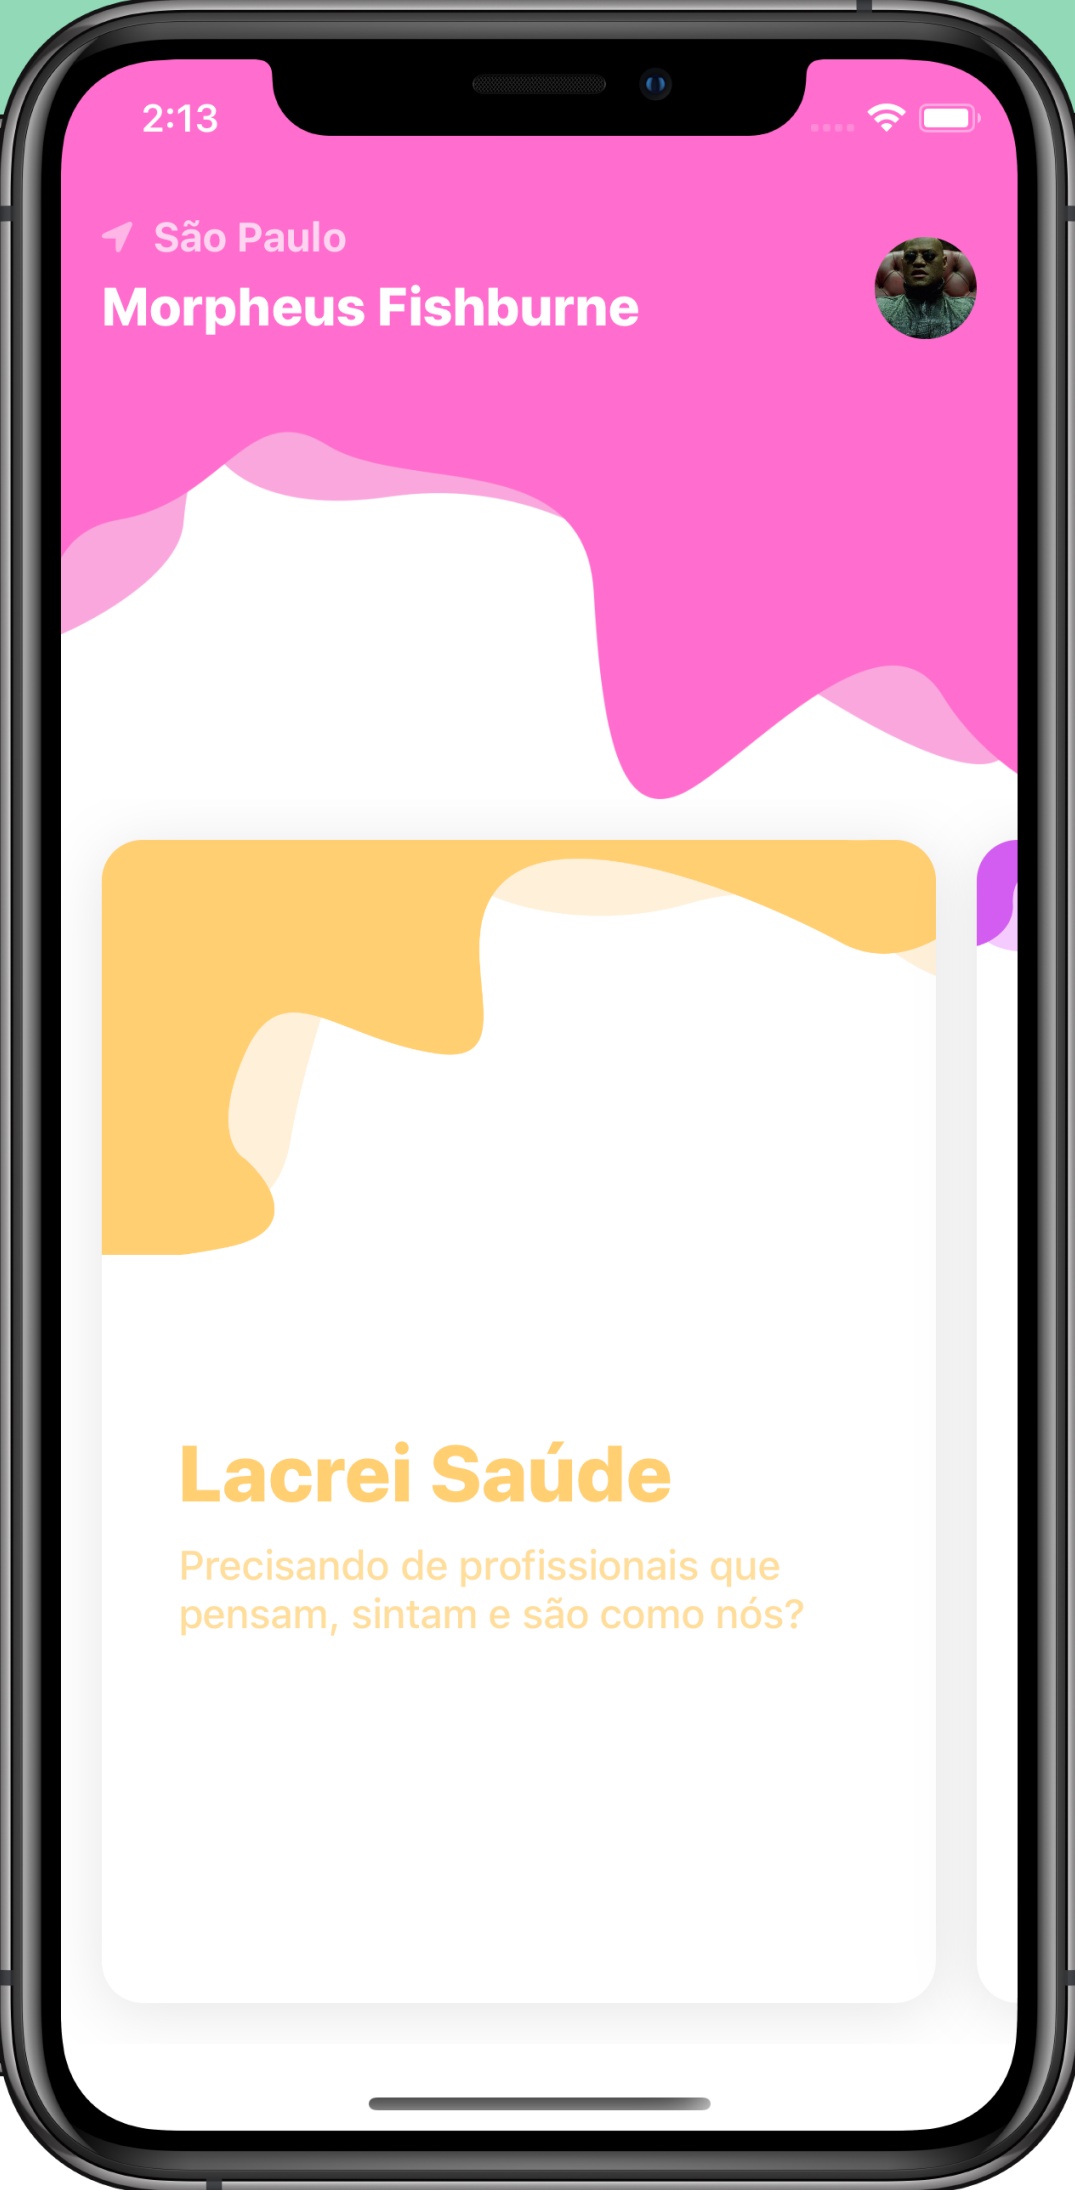 2:13
São Paulo
Morpheus Fishburne
Lacrei Saúde
Precisando de profissionais que
pensam, sintam e são como nós?